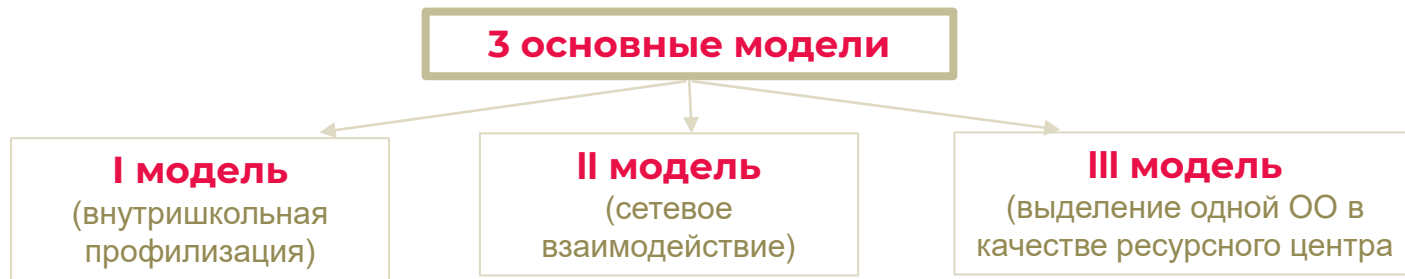 3 основные модели
I модель
(внутришкольная
профилизация)
II модель
(сетевое
взаимодействие)
III модель
(выделение одной ОО в
качестве ресурсного центра